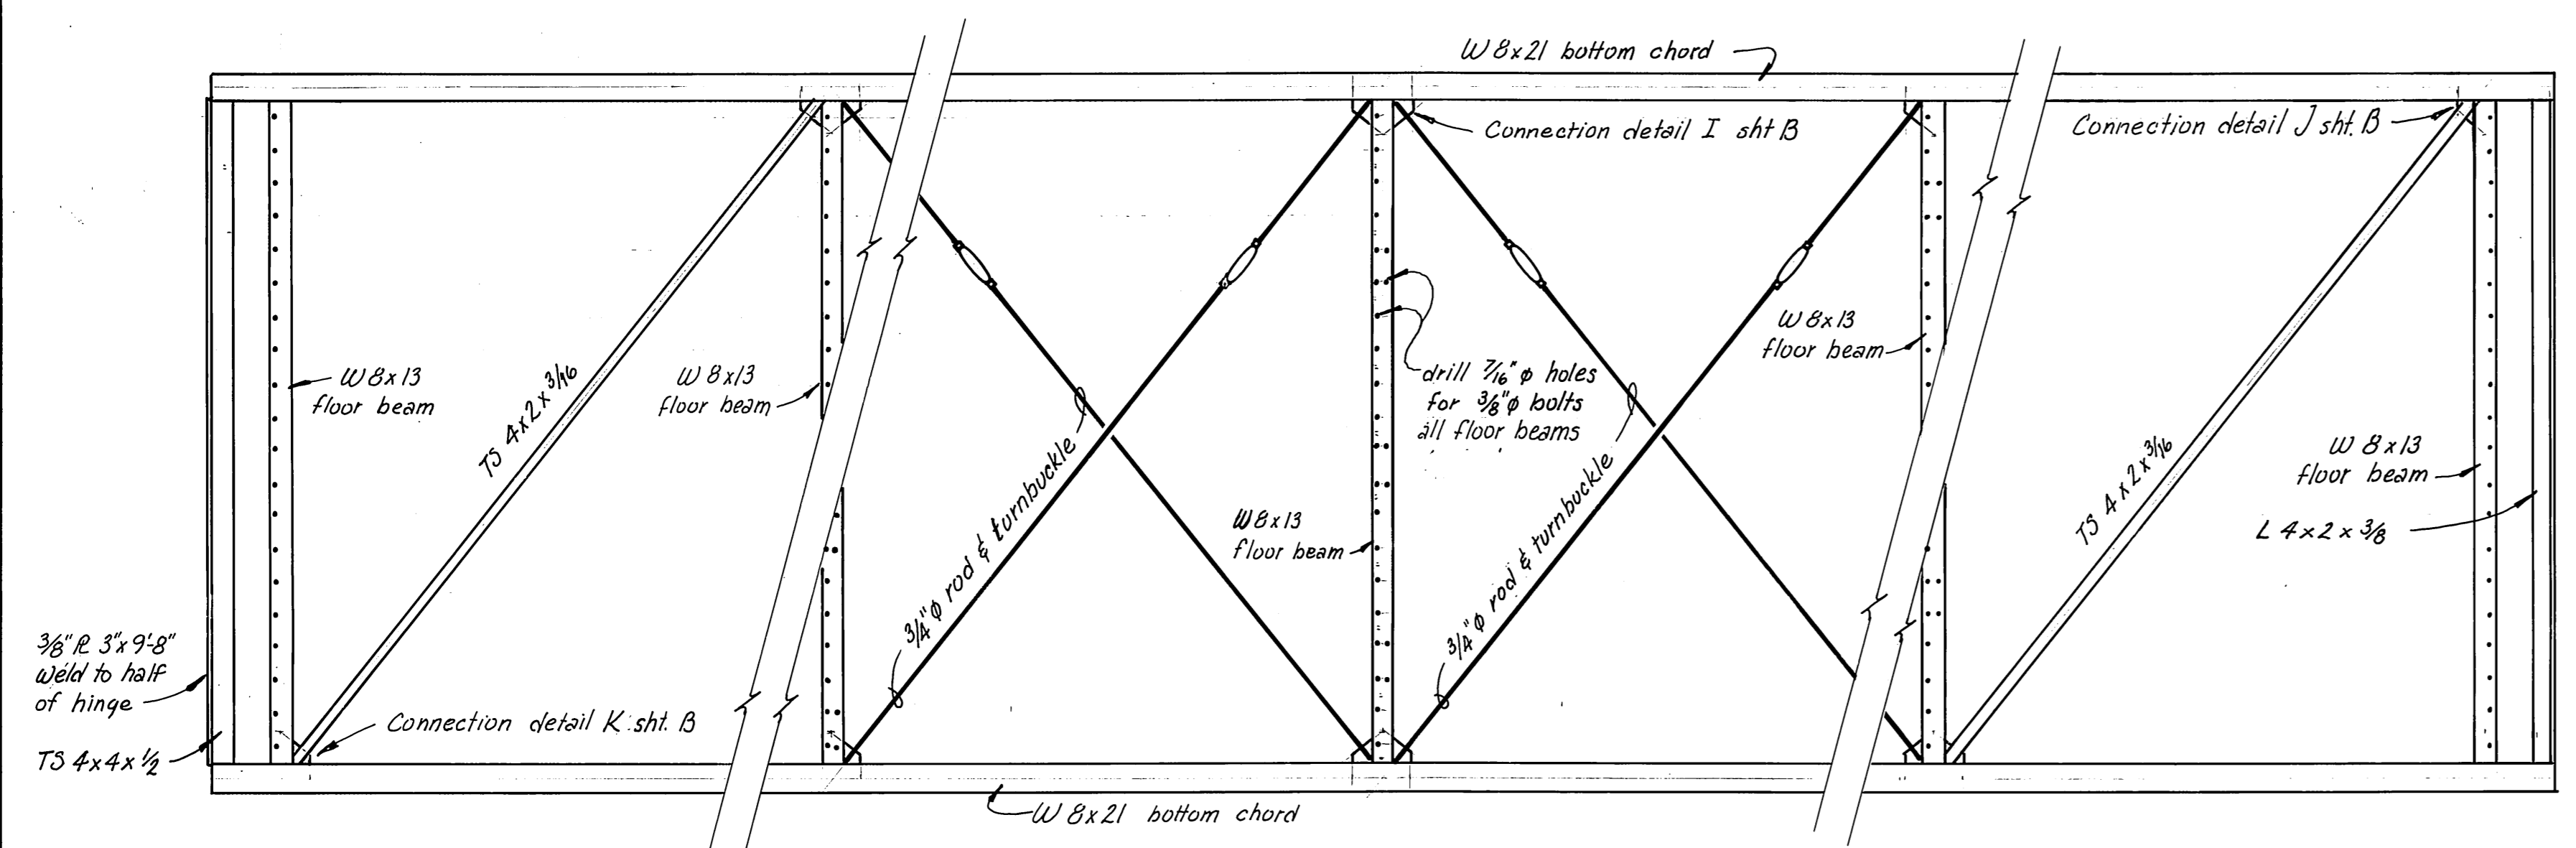 W 8x21 bottom chord
Connection detail I sht B
Connection detail J sht. B
W 8x13
floor beam
TS 4x2x3/16
W 8x13
floor beam
drill 7/16"φ holes
for 3/8"φ bolts
all floor beams
W 8x13
floor beam
3/4"φ rod & turnbuckle
W 8x13
floor beam
3/4"φ rod & turnbuckle
TS 4x2x3/16
W 8x13
floor beam
L 4x2x3/8
3/8" ℞ 3"x9'-8"
weld to half
of hinge
TS 4x4x1/2
Connection detail K sht. B
W 8x21 bottom chord